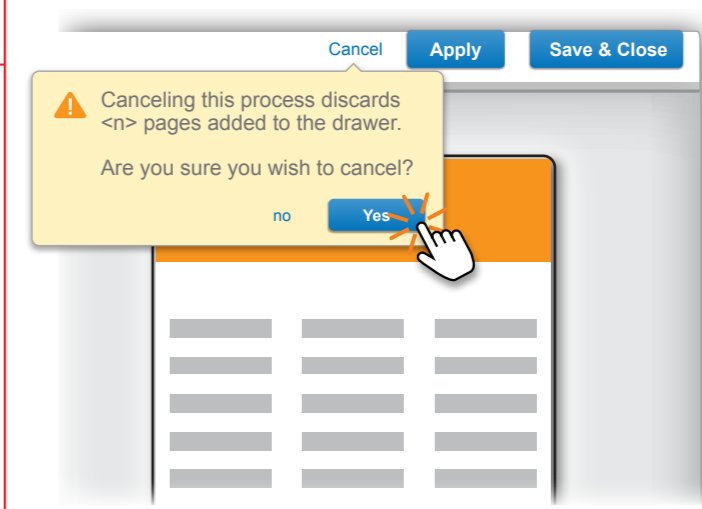 Cancel Apply Save & Close
Canceling this process discards
<n> pages added to the drawer.
Are you sure you wish to cancel?
no Yes